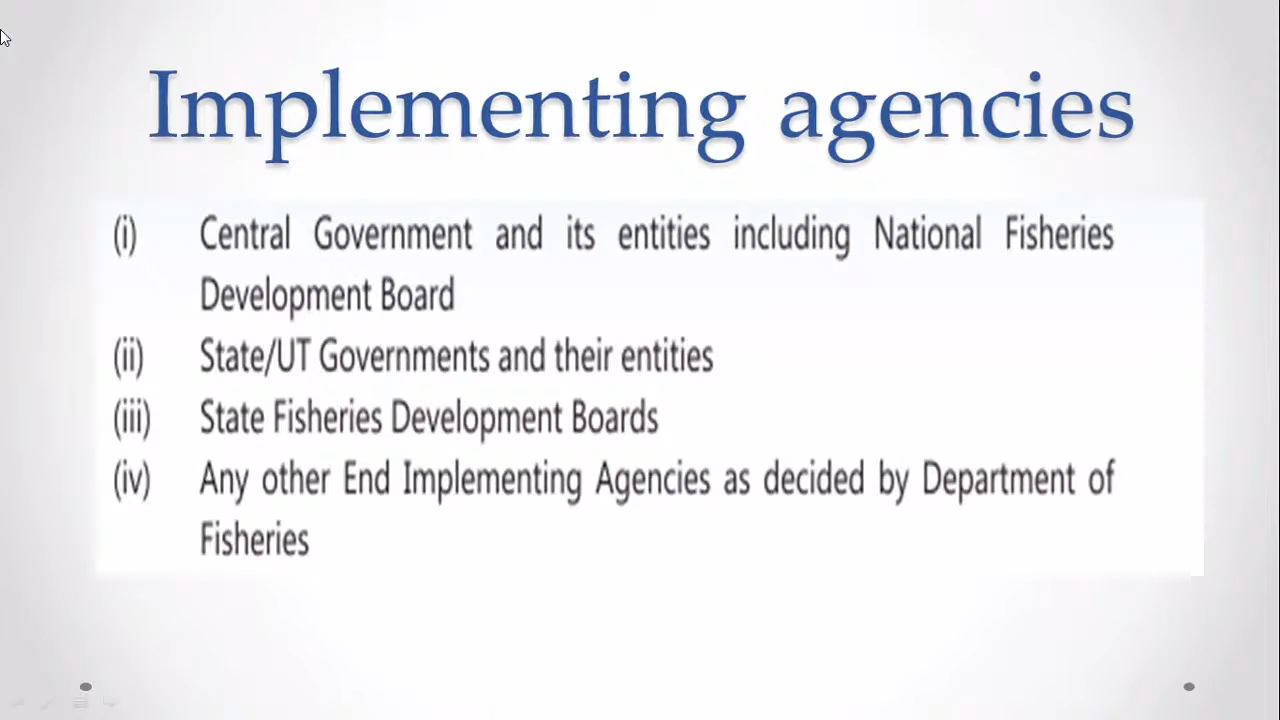 Implementing agencies
(i) Central Government and its entities including National Fisheries
Development Board
(ii) State/UT Governments and their entities
(iii) State Fisheries Development Boards
(iv) Any other End Implementing Agencies as decided by Department of
Fisheries